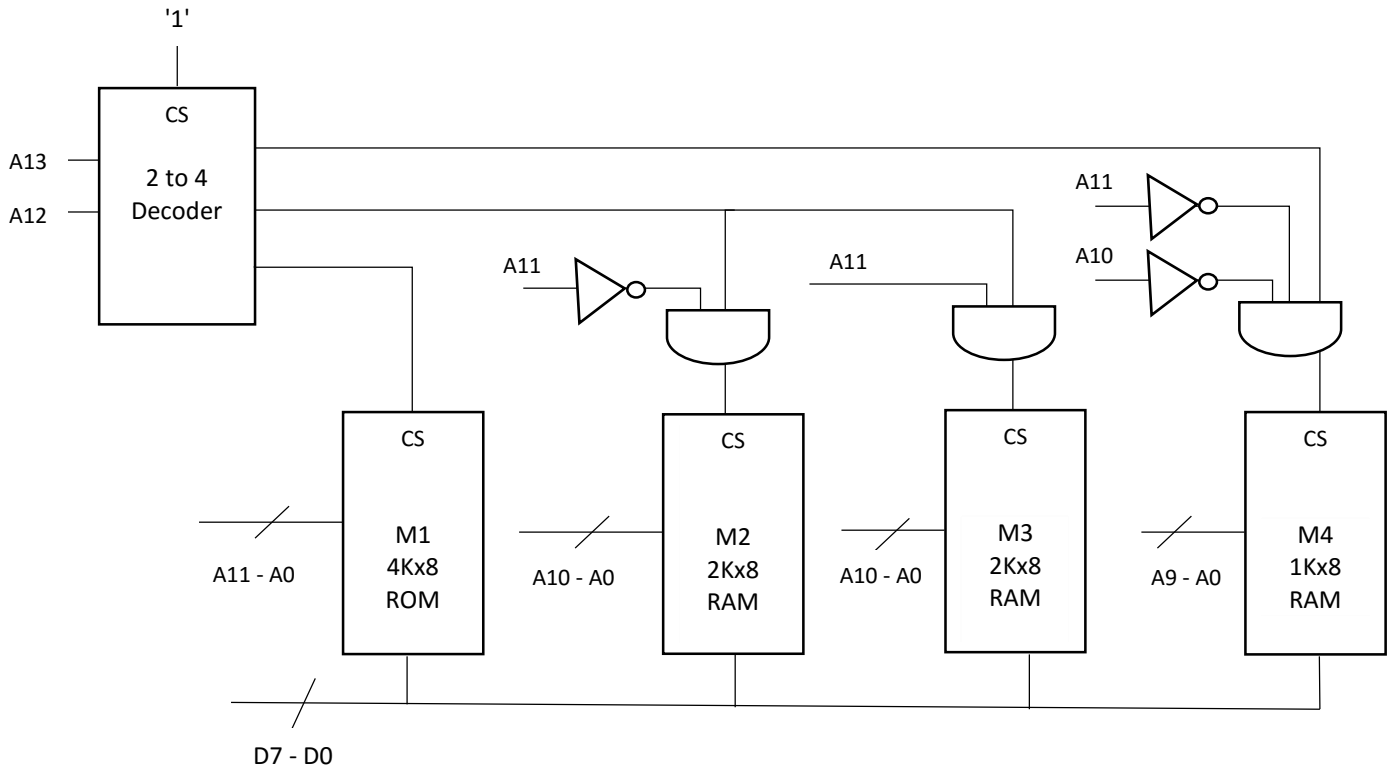 '1'
CS
A13
2 to 4
A12
Decoder
A11
A10
A11
A11
CS
CS
CS
CS
M1
4Kx8
ROM
M2
2Kx8
RAM
M3
2Kx8
RAM
M4
1Kx8
RAM
A11 - A0
A10 - A0
A10 - A0
A9 - A0
D7 - D0